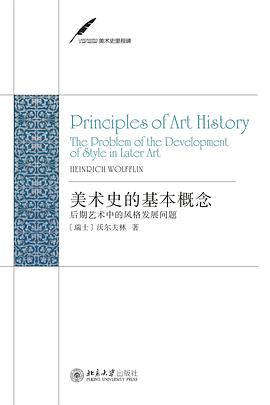 美术史里程碑
Principles of Art History
The Problem of the Development
of Style in Later Art
HEINRICH WOLFFLIN
美术史的基本概念
后期艺术中的风格发展问题
[瑞士] 沃尔夫林 著
北京大学出版社
PEKING UNIVERSITY PRESS